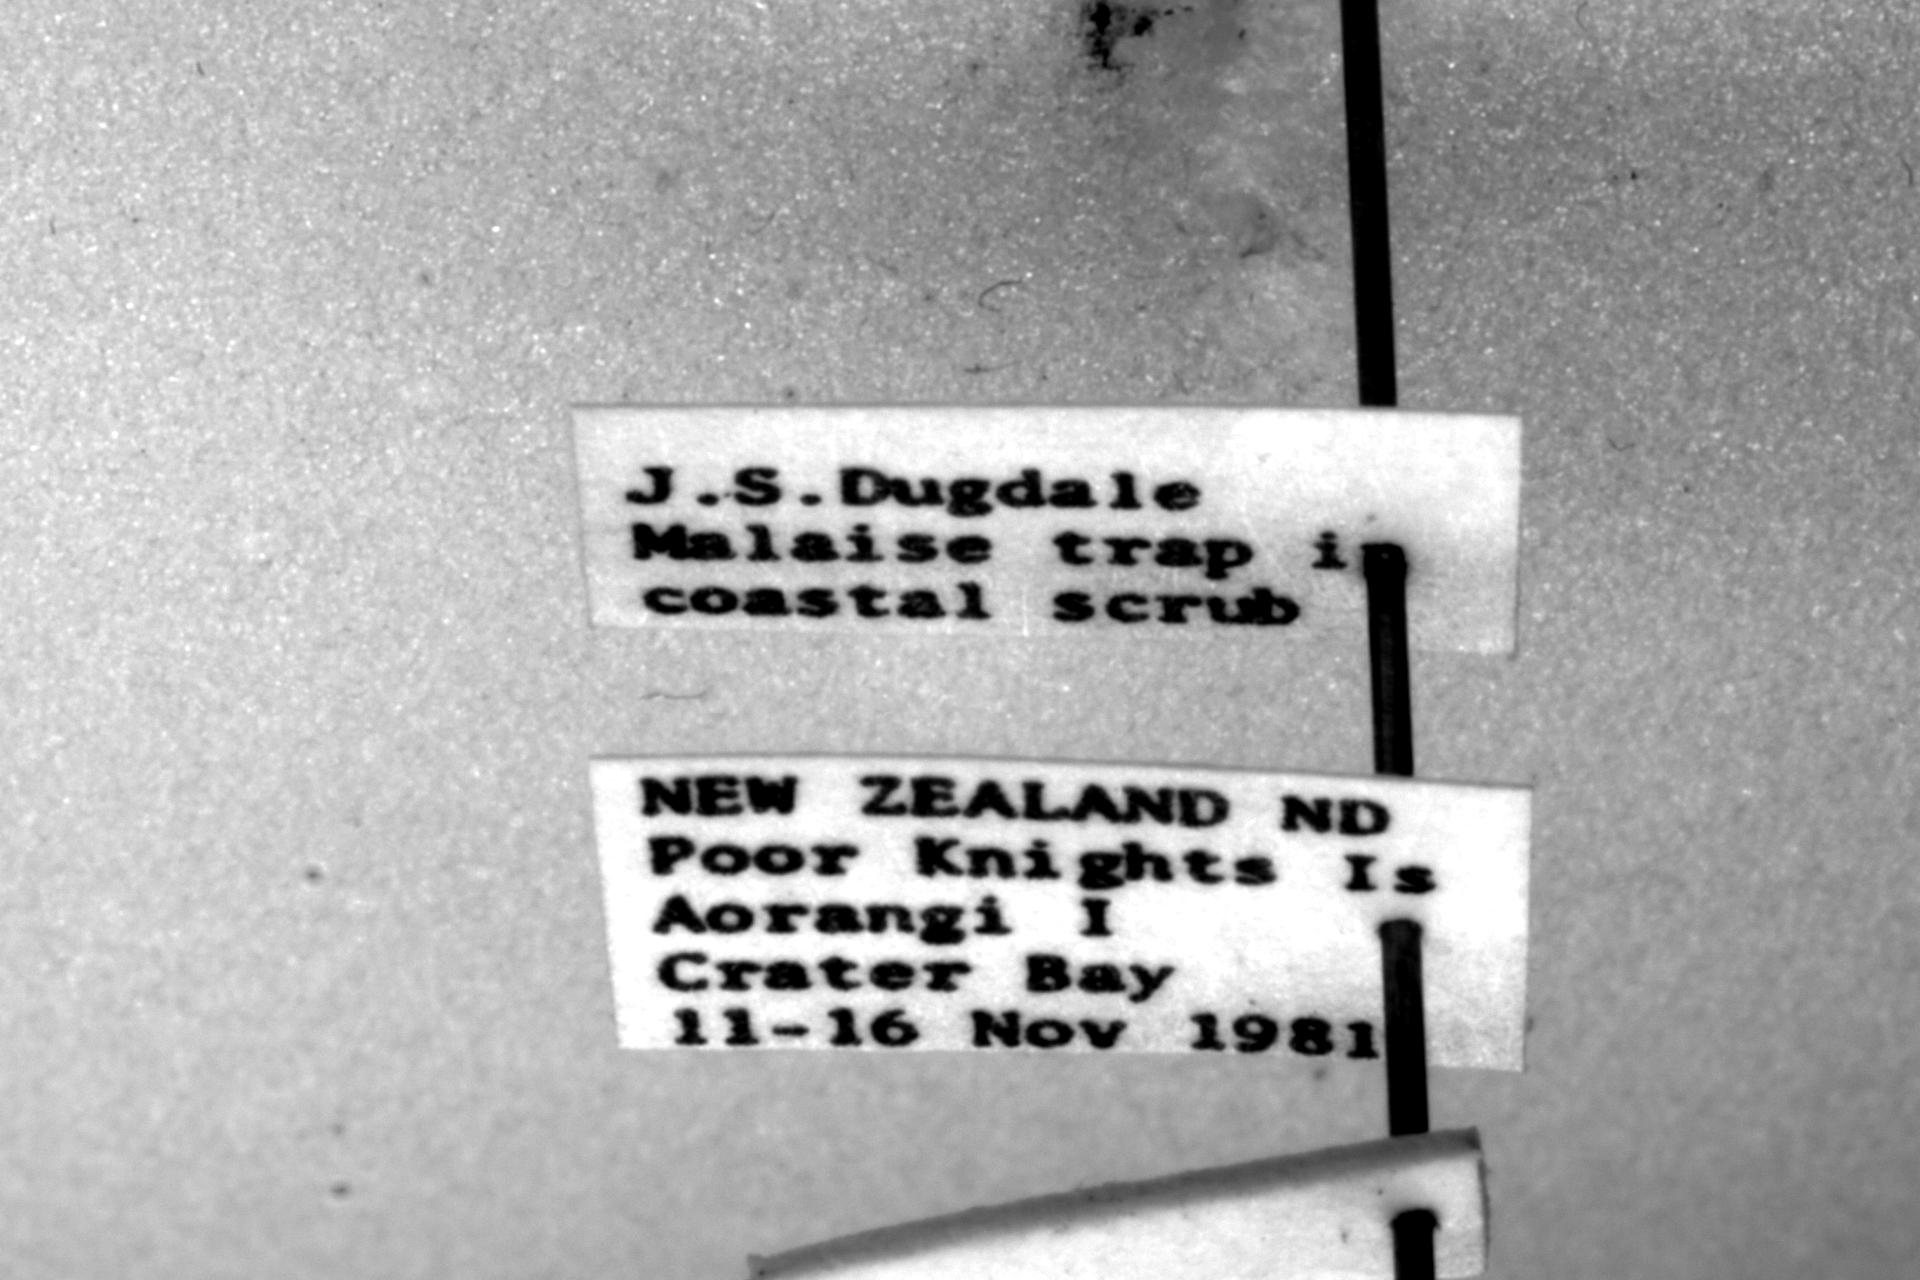 J.S.Dugdale
Malaise trap in
coastal scrub
NEW ZEALAND ND
Poor Knights Is
Aorangi I
Crater Bay
11-16 Nov 1981